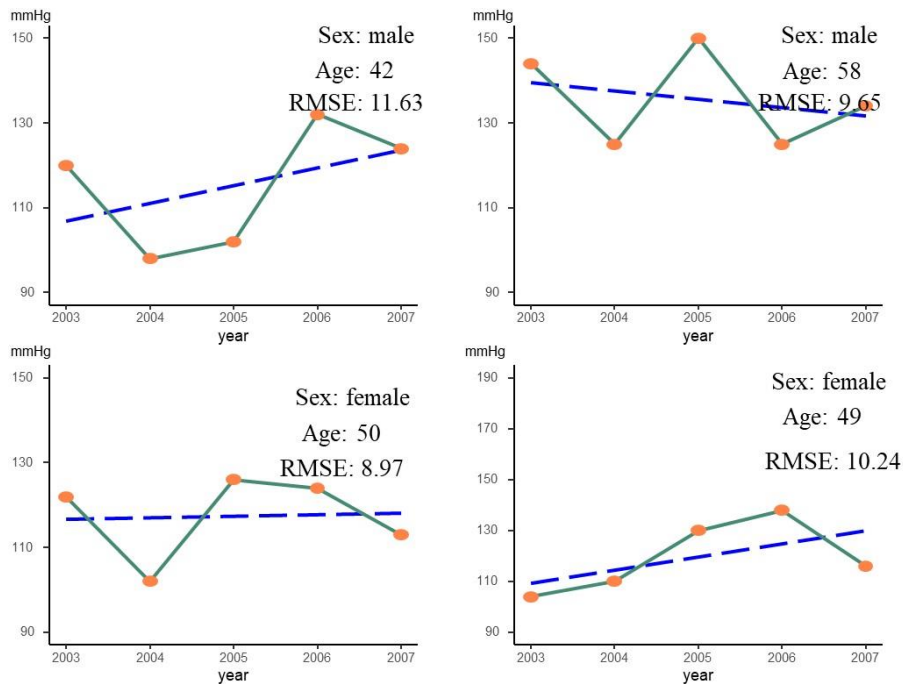 mmHg
150
130
110
90
Sex: male
Age: 42
RMSE: 11.63
2003 2004 2005 2006 2007
year
mmHg
150
130
110
90
Sex: male
Age: 58
RMSE: 9.65
2003 2004 2005 2006 2007
year
mmHg
150
130
110
90
Sex: female
Age: 50
RMSE: 8.97
2003 2004 2005 2006 2007
year
mmHg
190
170
150
130
110
90
Sex: female
Age: 49
RMSE: 10.24
2003 2004 2005 2006 2007
year